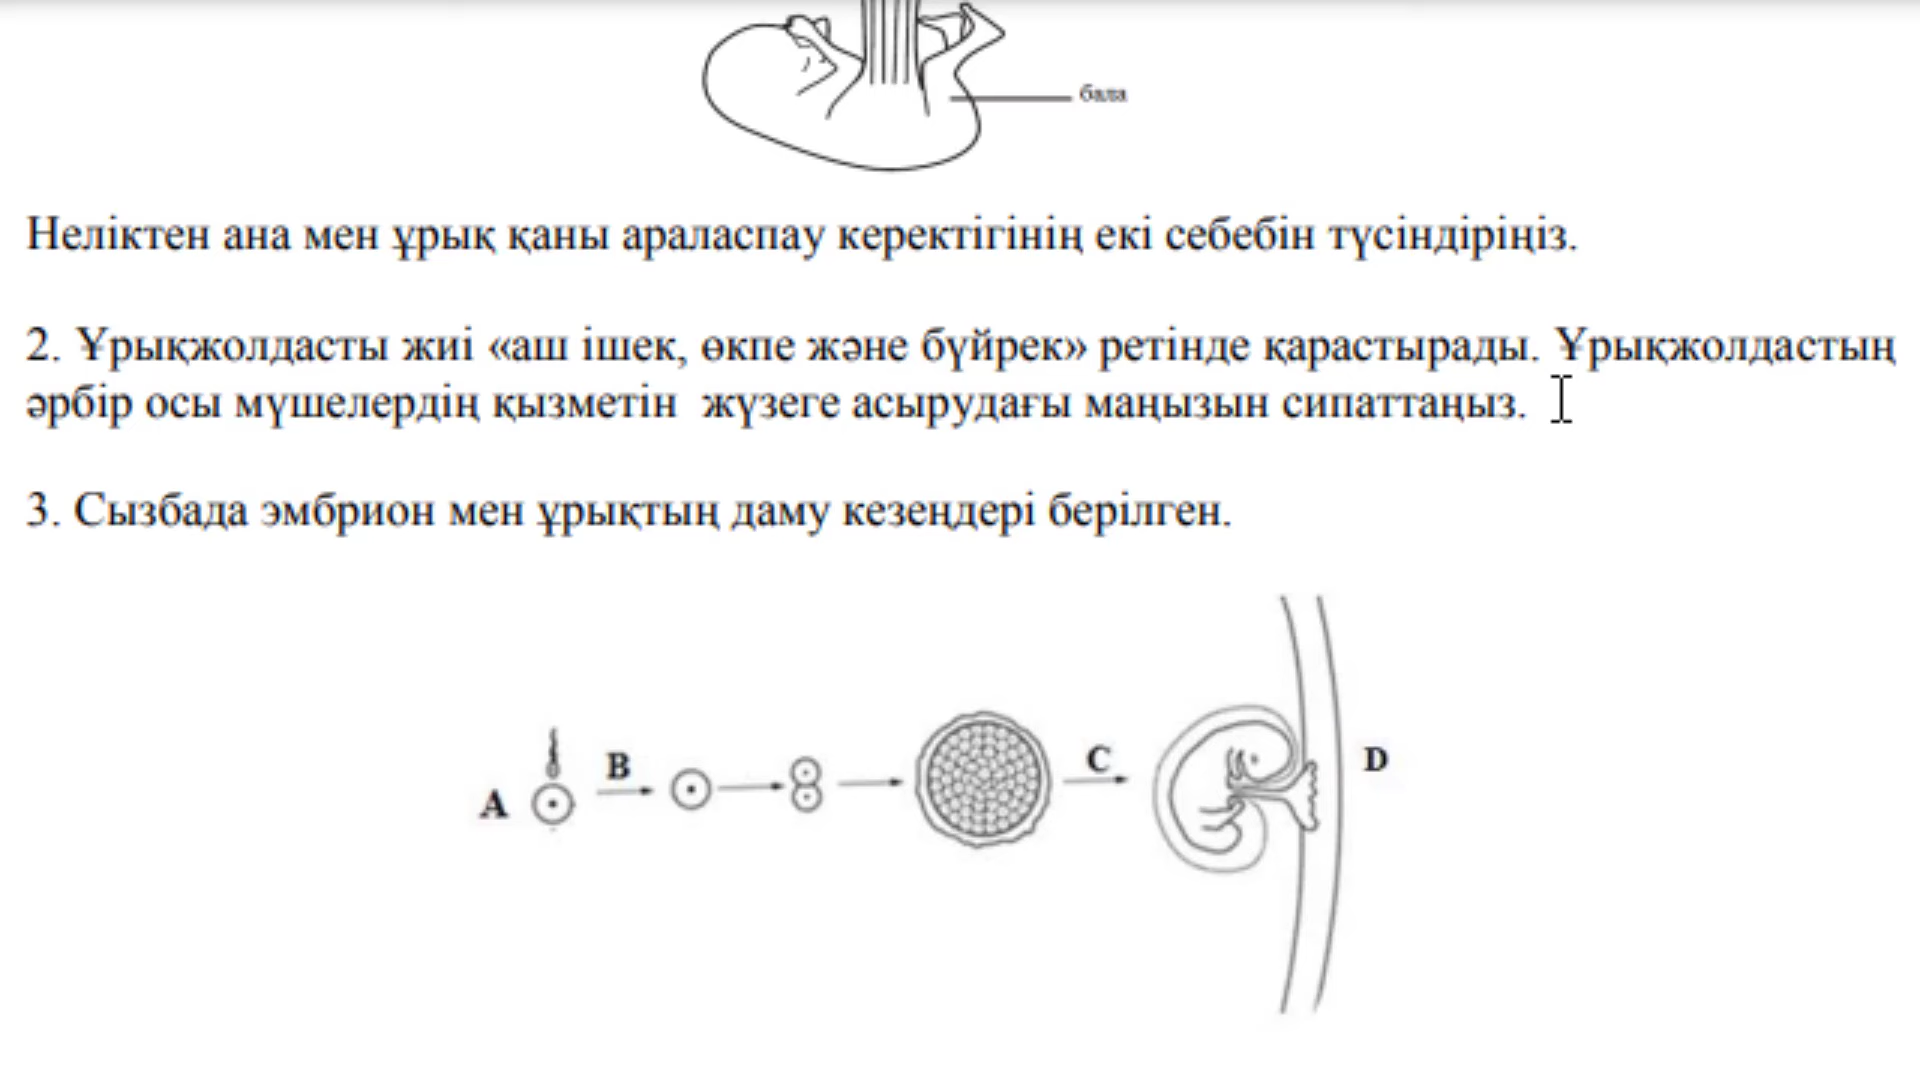 бала
Неліктен ана мен ұрық қаны араласпау керектігінің екі себебін түсіндіріңіз.
2. Ұрықжолдасты жиі «аш ішек, өкпе және бүйрек» ретінде қарастырады. Ұрықжолдастың
әрбір осы мүшелердің қызметін жүзеге асырудағы маңызын сипаттаңыз.
3. Сызбада эмбрион мен ұрықтың даму кезеңдері берілген.
A
B
C
D